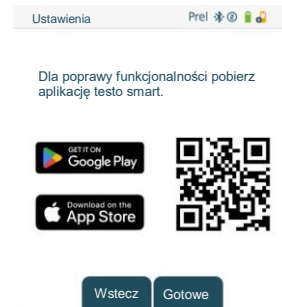 Ustawienia
Prel
Dla poprawy funkcjonalności pobierz
aplikację testo smart.
GET IT ON
Google Play
Download on the
App Store
Wstecz
Gotowe